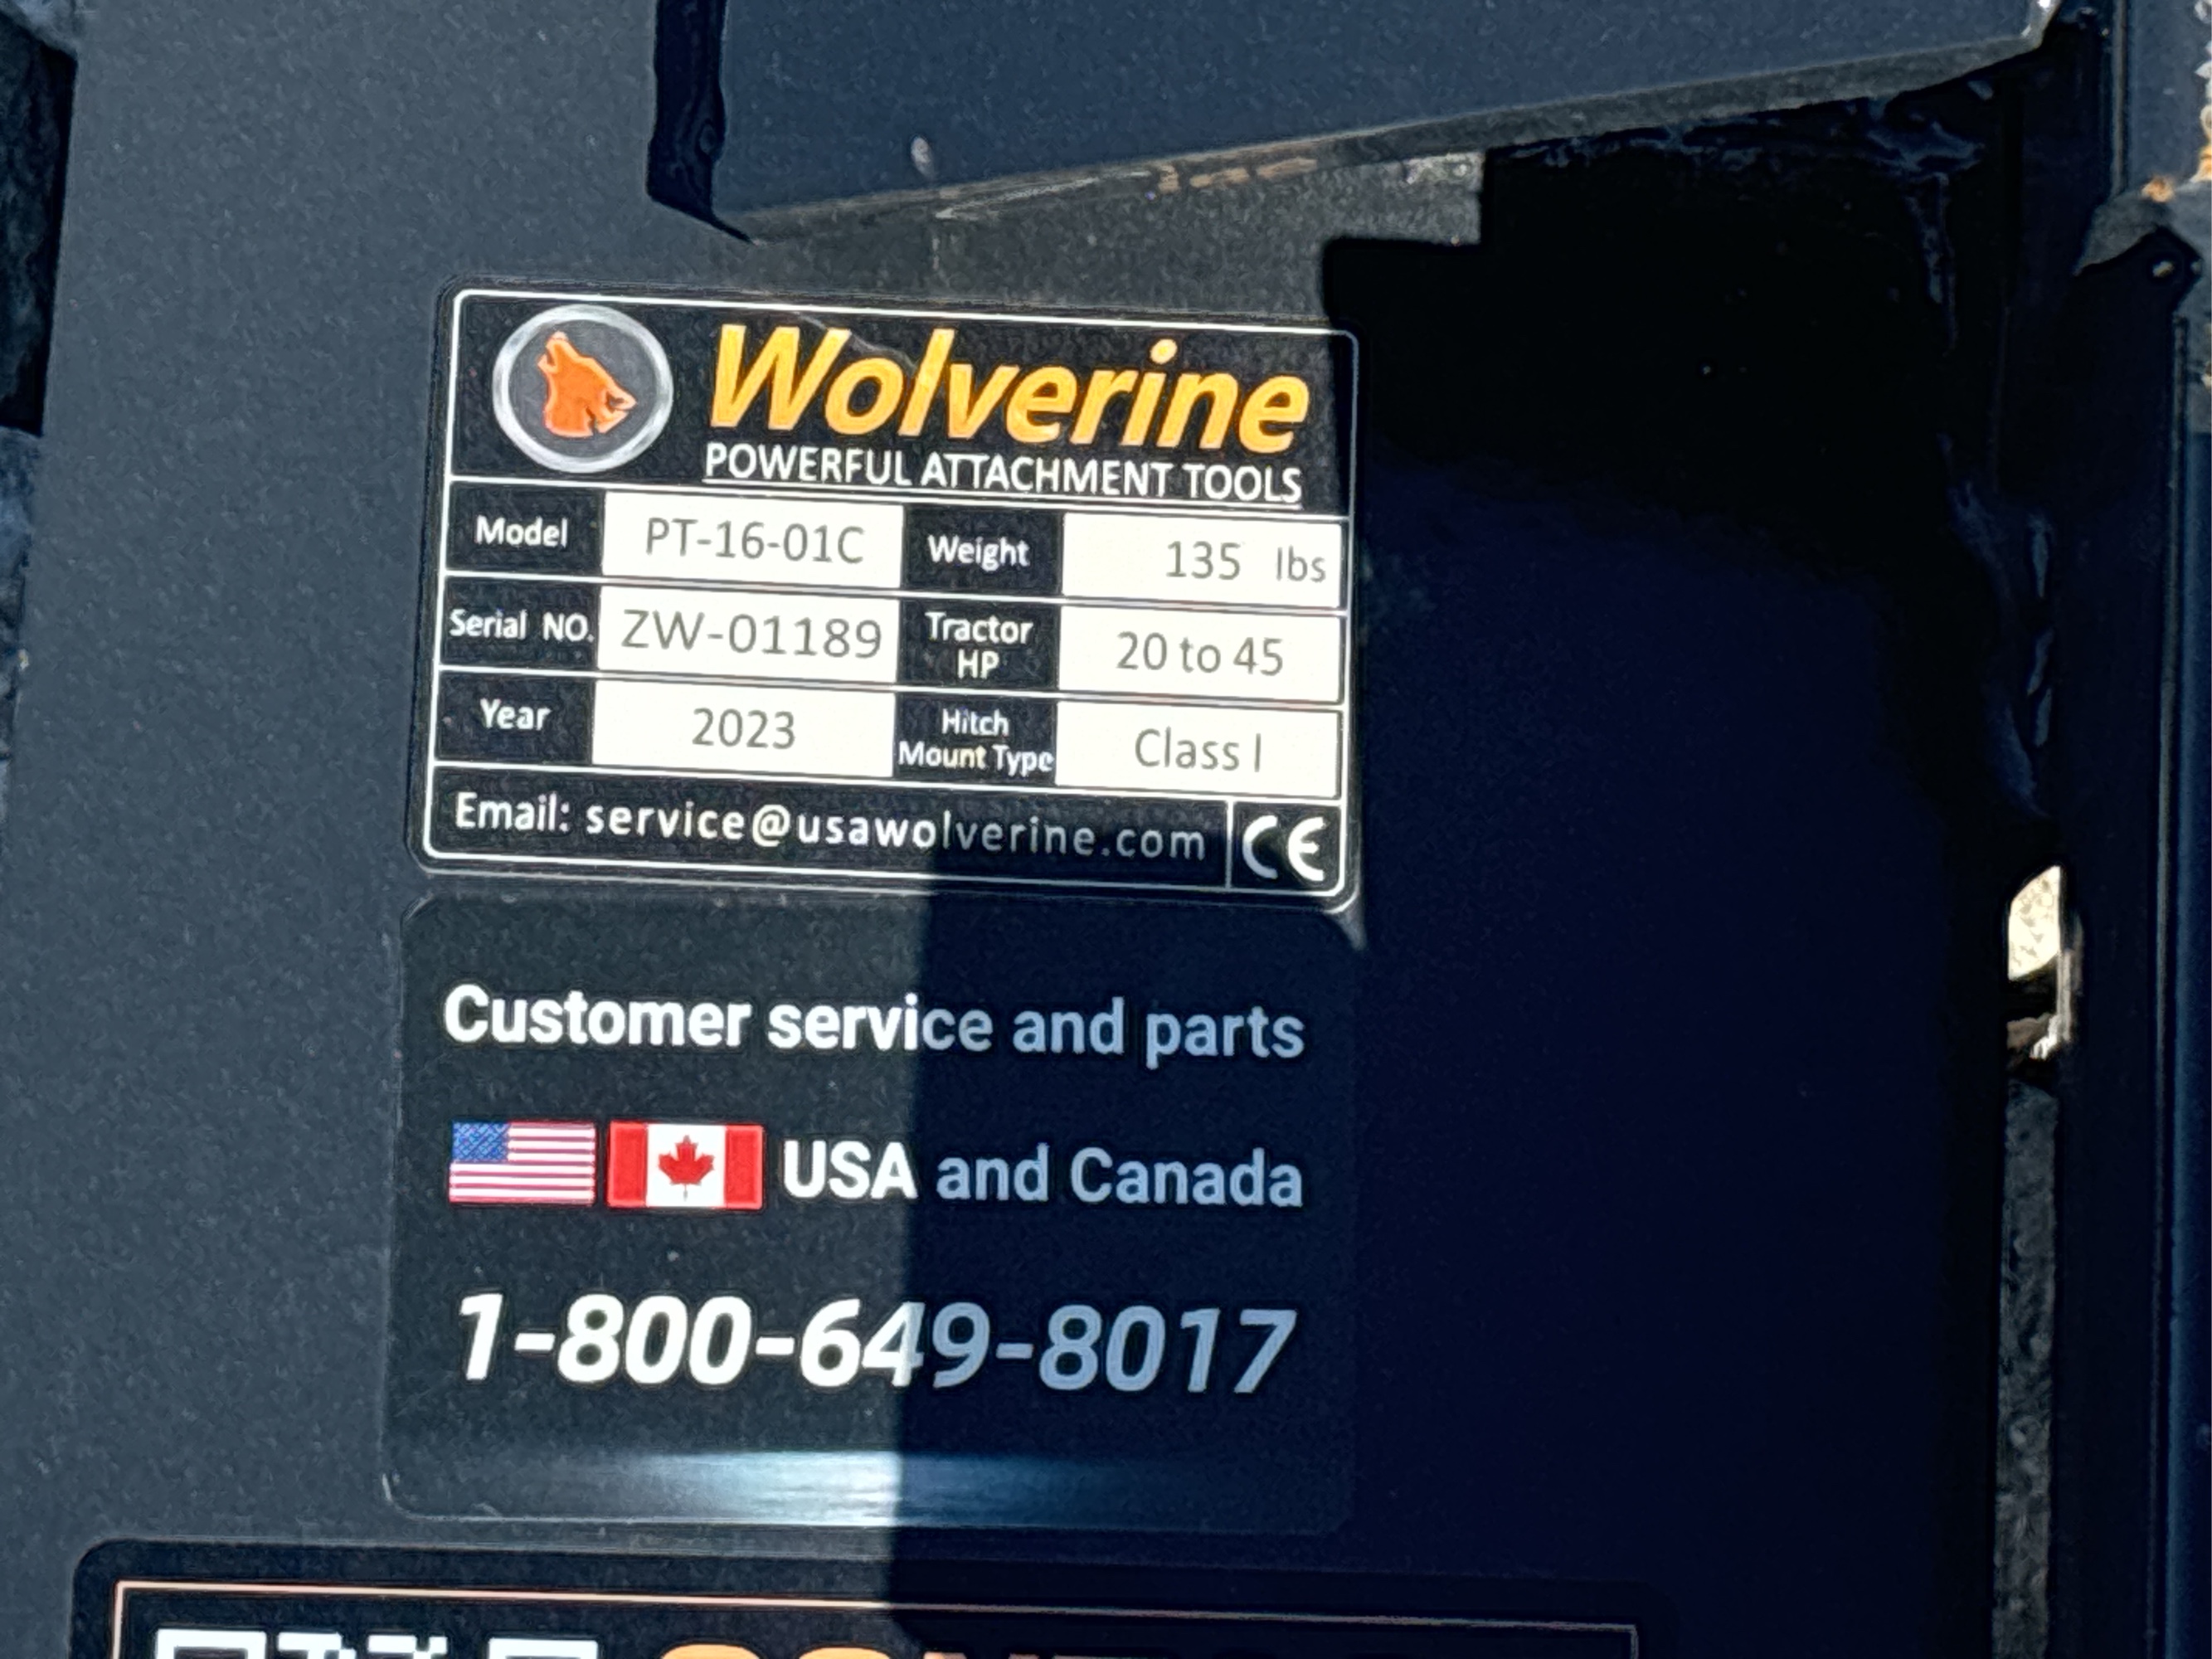 Wolverine
POWERFUL ATTACHMENT TOOLS
Model PT-16-01C Weight 135 lbs
Serial NO. ZW-01189 Tractor HP 20 to 45
Year 2023 Hitch Mount Type Class I
Email: service@usawolverine.com CE
Customer service and parts
USA and Canada
1-800-649-8017